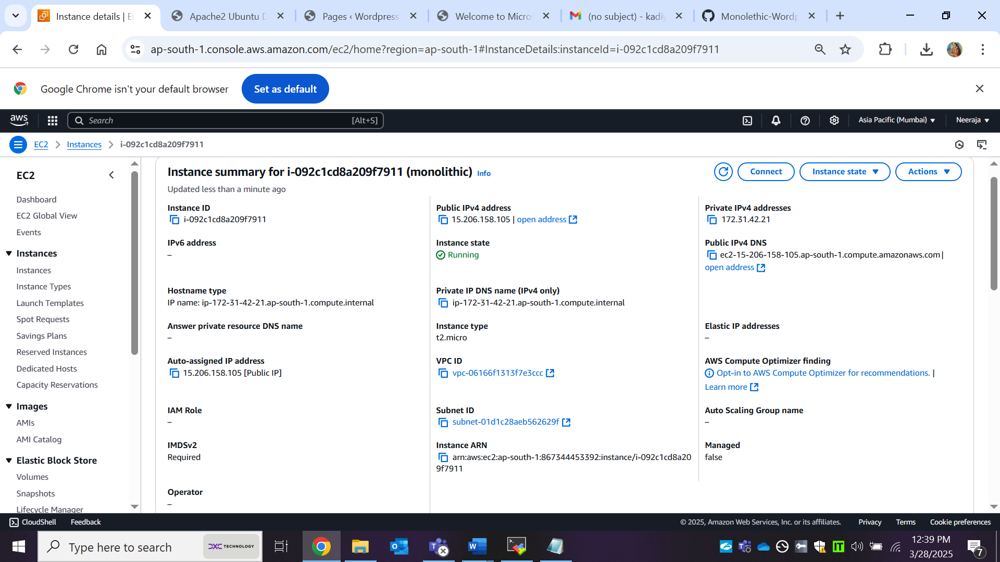 Instance details | EC
Apache2 Ubuntu D
Pages ‹ Wordpress
Welcome to Micros
(no subject) - kadiy
Monolethic-Wordp
ap-south-1.console.aws.amazon.com/ec2/home?region=ap-south-1#InstanceDetails:instanceId=i-092c1cd8a209f7911
Google Chrome isn't your default browser
Set as default
aws
Search
[Alt+S]
Asia Pacific (Mumbai)
Neeraja
EC2
Instances
i-092c1cd8a209f7911
EC2
Dashboard
EC2 Global View
Events
Instances
Instances
Instance Types
Launch Templates
Spot Requests
Savings Plans
Reserved Instances
Dedicated Hosts
Capacity Reservations
Images
AMIs
AMI Catalog
Elastic Block Store
Volumes
Snapshots
Lifecycle Manager
Instance summary for i-092c1cd8a209f7911 (monolithic) Info
Updated less than a minute ago
Connect
Instance state
Actions
Instance ID
i-092c1cd8a209f7911
Public IPv4 address
15.206.158.105 | open address
Private IPv4 addresses
172.31.42.21
IPv6 address
–
Instance state
Running
Public IPv4 DNS
ec2-15-206-158-105.ap-south-1.compute.amazonaws.com |
open address
Hostname type
IP name: ip-172-31-42-21.ap-south-1.compute.internal
Private IP DNS name (IPv4 only)
ip-172-31-42-21.ap-south-1.compute.internal
Answer private resource DNS name
–
Instance type
t2.micro
Elastic IP addresses
–
Auto-assigned IP address
15.206.158.105 [Public IP]
VPC ID
vpc-06166f1313f7e3ccc
AWS Compute Optimizer finding
Opt-in to AWS Compute Optimizer for recommendations. |
Learn more
IAM Role
–
Subnet ID
subnet-01d1c28aeb562629f
Auto Scaling Group name
–
IMDSv2
Required
Instance ARN
arn:aws:ec2:ap-south-1:867344453392:instance/i-092c1cd8a20
9f7911
Managed
false
Operator
–
CloudShell
Feedback
© 2025, Amazon Web Services, Inc. or its affiliates.
Privacy
Terms
Cookie preferences
Type here to search
DXC TECHNOLOGY
12:39 PM
3/28/2025
7